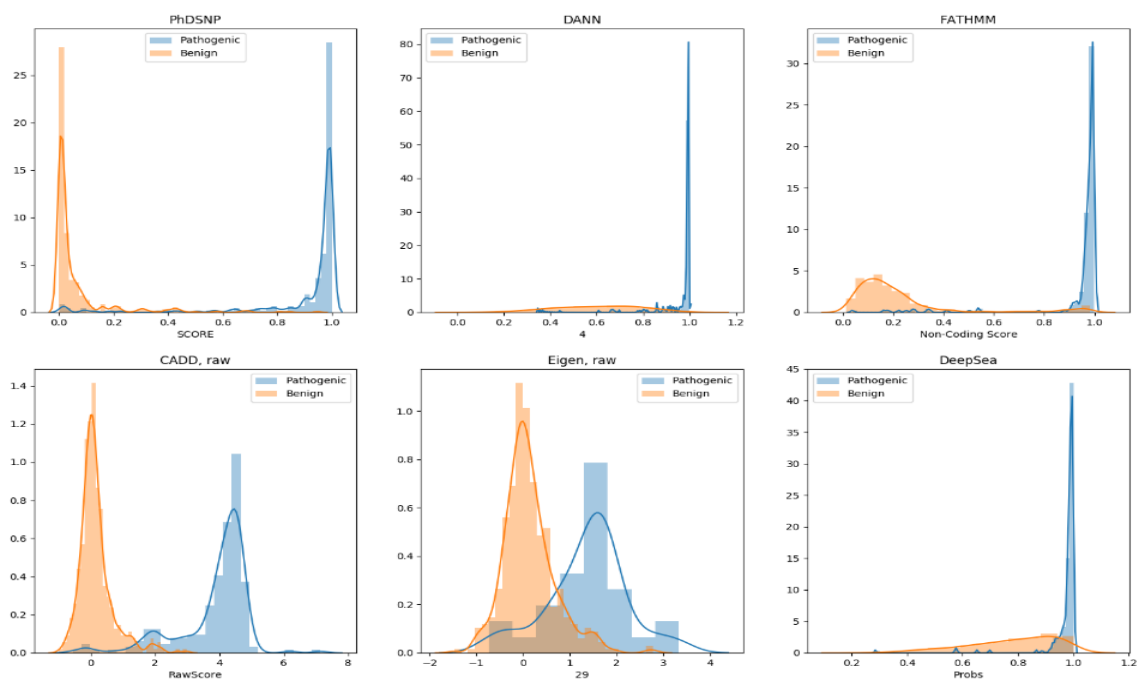 PhDSNP
Pathogenic
Benign
25
20
15
10
5
0
0.0 0.2 0.4 0.6 0.8 1.0
SCORE
DANN
Pathogenic
Benign
80
70
60
50
40
30
20
10
0
0.0 0.2 0.4 0.6 0.8 1.0 1.2
4
FATHMM
Pathogenic
Benign
30
25
20
15
10
5
0
0.0 0.2 0.4 0.6 0.8 1.0
Non-Coding Score
CADD, raw
Pathogenic
Benign
1.4
1.2
1.0
0.8
0.6
0.4
0.2
0.0
0 2 4 6 8
RawScore
Eigen, raw
Pathogenic
Benign
1.0
0.8
0.6
0.4
0.2
0.0
−2 −1 0 1 2 3 4
29
DeepSea
Pathogenic
Benign
45
40
35
30
25
20
15
10
5
0
0.2 0.4 0.6 0.8 1.0 1.2
Probs